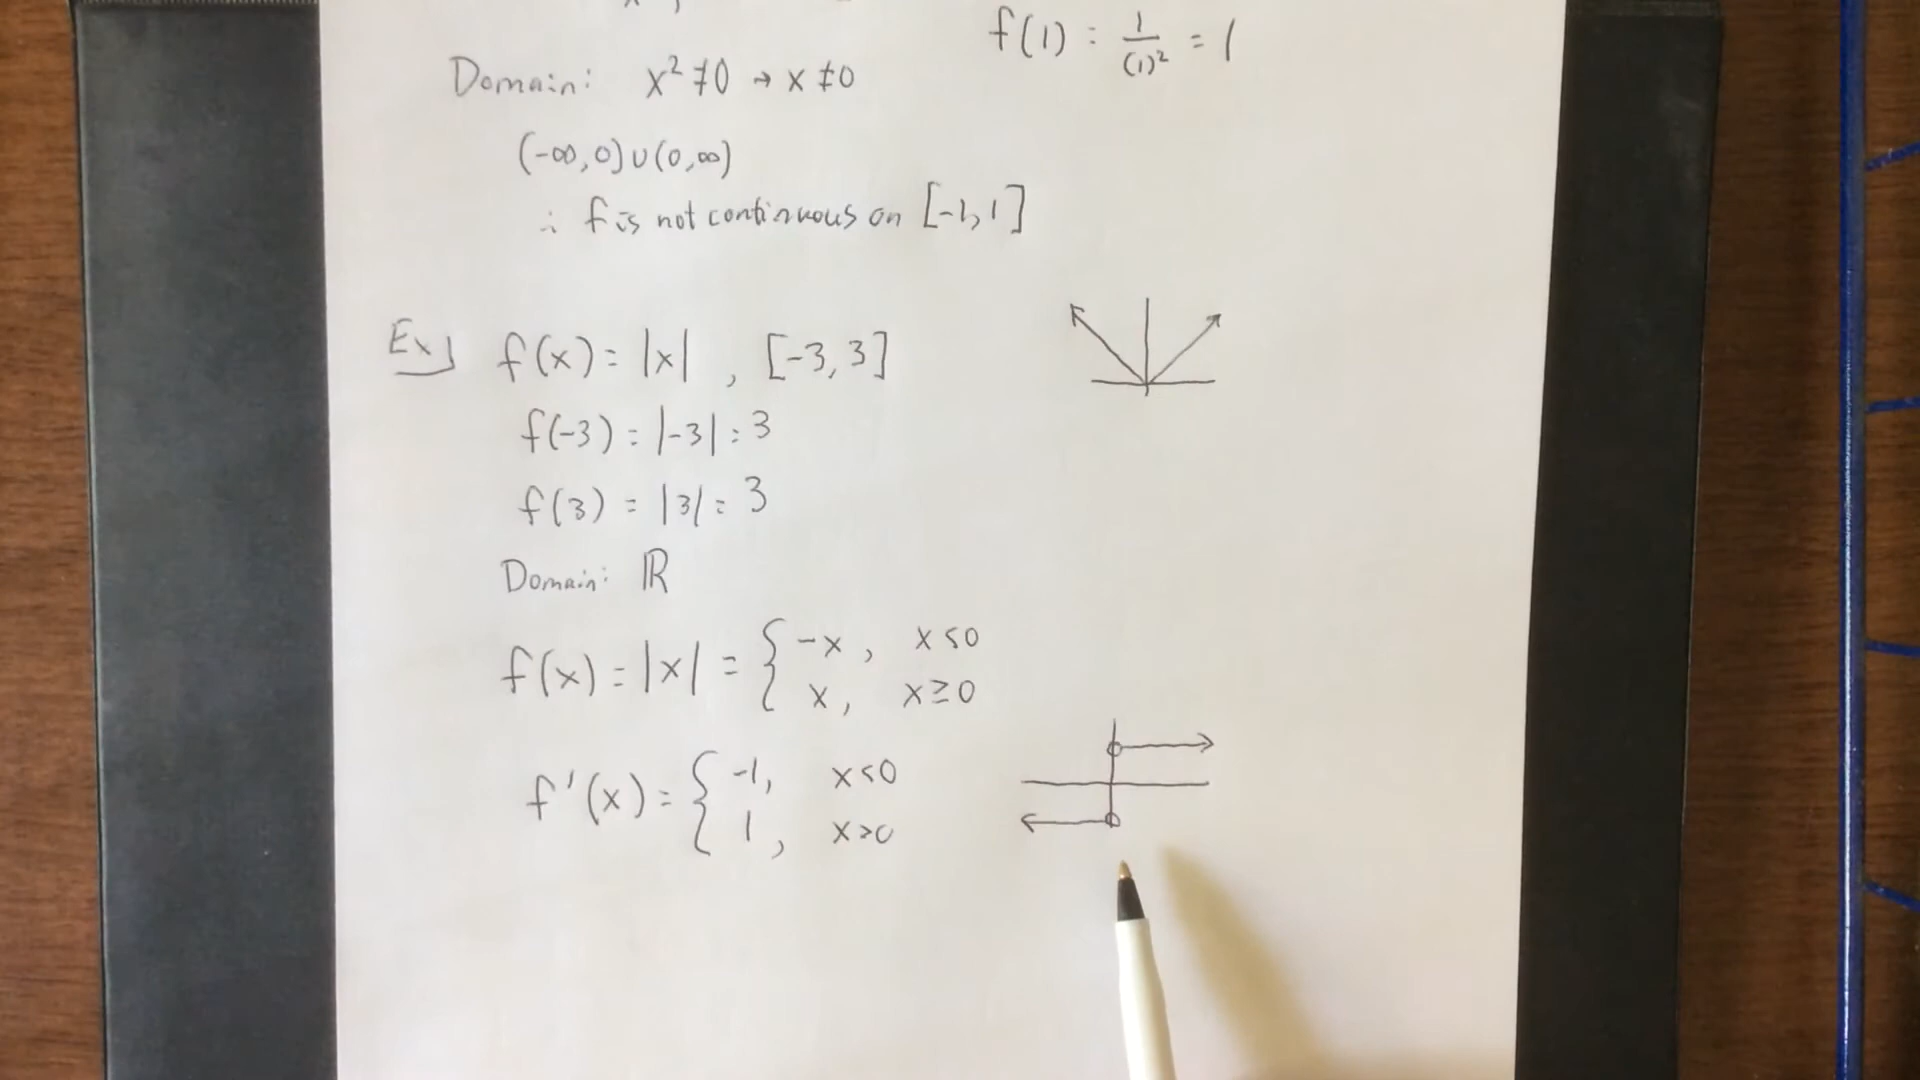 f(1) = 1/(1)² = 1
Domain: x² ≠ 0 → x ≠ 0
(-∞, 0) ∪ (0, ∞)
∴ f is not continuous on [-1, 1]
Ex) f(x) = |x| , [-3, 3]
f(-3) = |-3| = 3
f(3) = |3| = 3
Domain: ℝ
f(x) = |x| = { -x , x < 0
x , x ≥ 0
f'(x) = { -1, x < 0
1 , x > 0